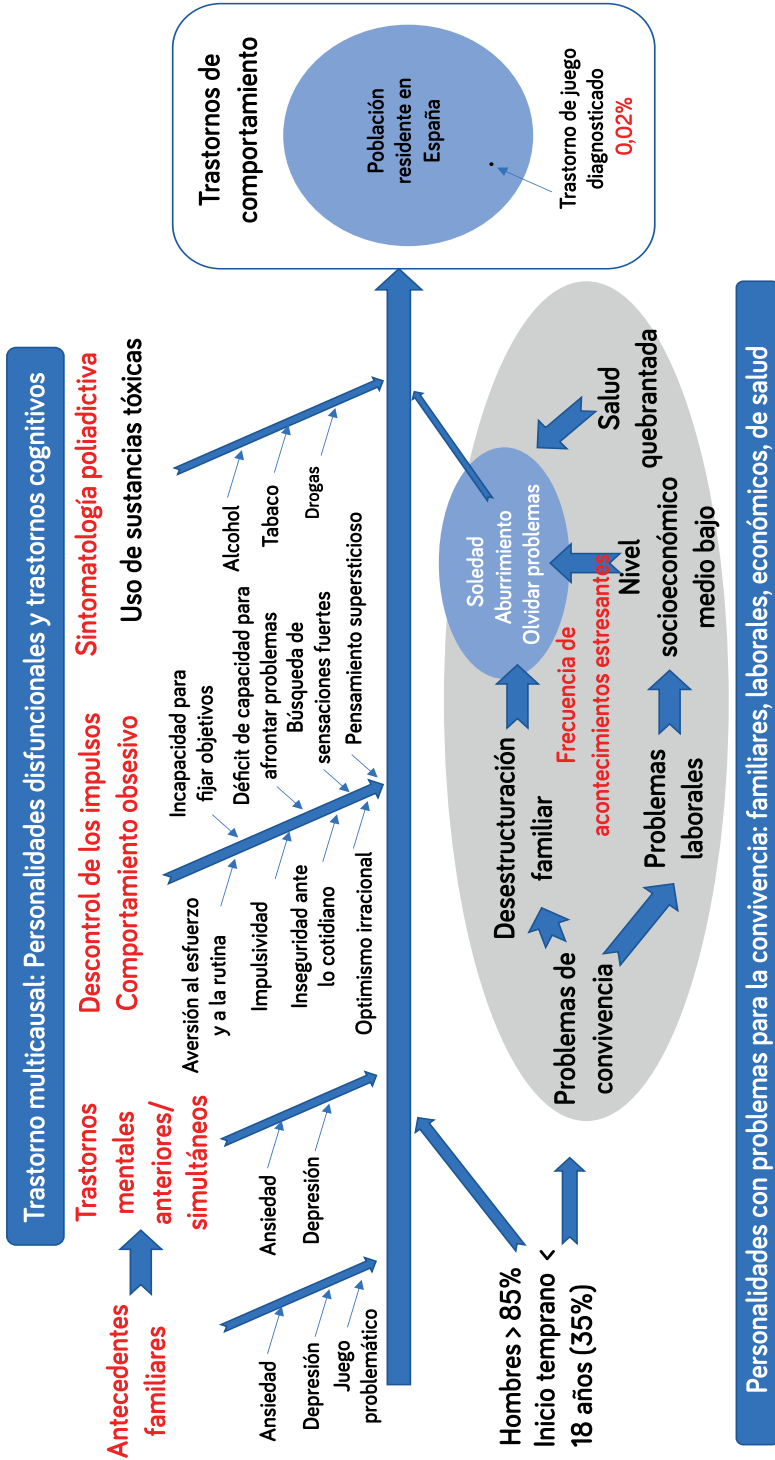 Trastorno multicausal: Personalidades disfuncionales y trastornos cognitivos
Antecedentes
familiares
Trastornos
mentales
anteriores/
simultáneos
Descontrol de los impulsos
Comportamiento obsesivo
Sintomatología poliadictiva
Uso de sustancias tóxicas
Ansiedad
Depresión
Juego
problemático
Ansiedad
Depresión
Aversión al esfuerzo
y a la rutina
Impulsividad
Inseguridad ante
lo cotidiano
Optimismo irracional
Incapacidad para
fijar objetivos
Déficit de capacidad para
afrontar problemas
Búsqueda de
sensaciones fuertes
Pensamiento supersticioso
Alcohol
Tabaco
Drogas
Trastornos de
comportamiento
Población
residente en
España
Trastorno de juego
diagnosticado
0,02%
Hombres > 85%
Inicio temprano <
18 años (35%)
Problemas de
convivencia
Desestructuración
familiar
Problemas
laborales
Frecuencia de
acontecimientos estresantes
Soledad
Aburrimiento
Olvidar problemas
Nivel
socioeconómico
medio bajo
Salud
quebrantada
Personalidades con problemas para la convivencia: familiares, laborales, económicos, de salud